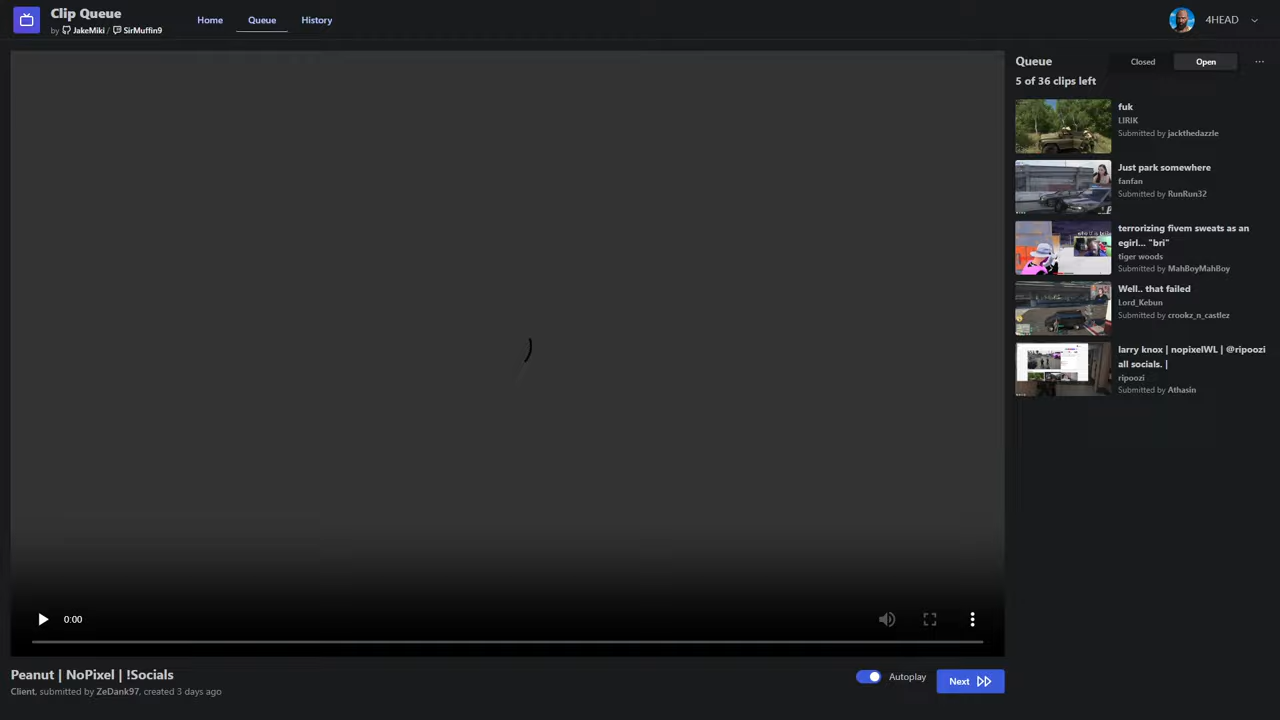 Clip Queue
by JakeMiki / SirMuffin9
Home
Queue
History
4HEAD
Queue
Closed
Open
5 of 36 clips left
fuk
LIRIK
Submitted by jackthedazzle
Just park somewhere
fanfan
Submitted by RunRun32
terrorizing fivem sweats as an
egirl... "bri"
tiger woods
Submitted by MahBoyMahBoy
Well.. that failed
Lord_Kebun
Submitted by crookz_n_castlez
larry knox | nopixelWL | @ripoozi
all socials. |
ripoozi
Submitted by Athasin
0:00
Peanut | NoPixel | !Socials
Client, submitted by ZeDank97, created 3 days ago
Autoplay
Next